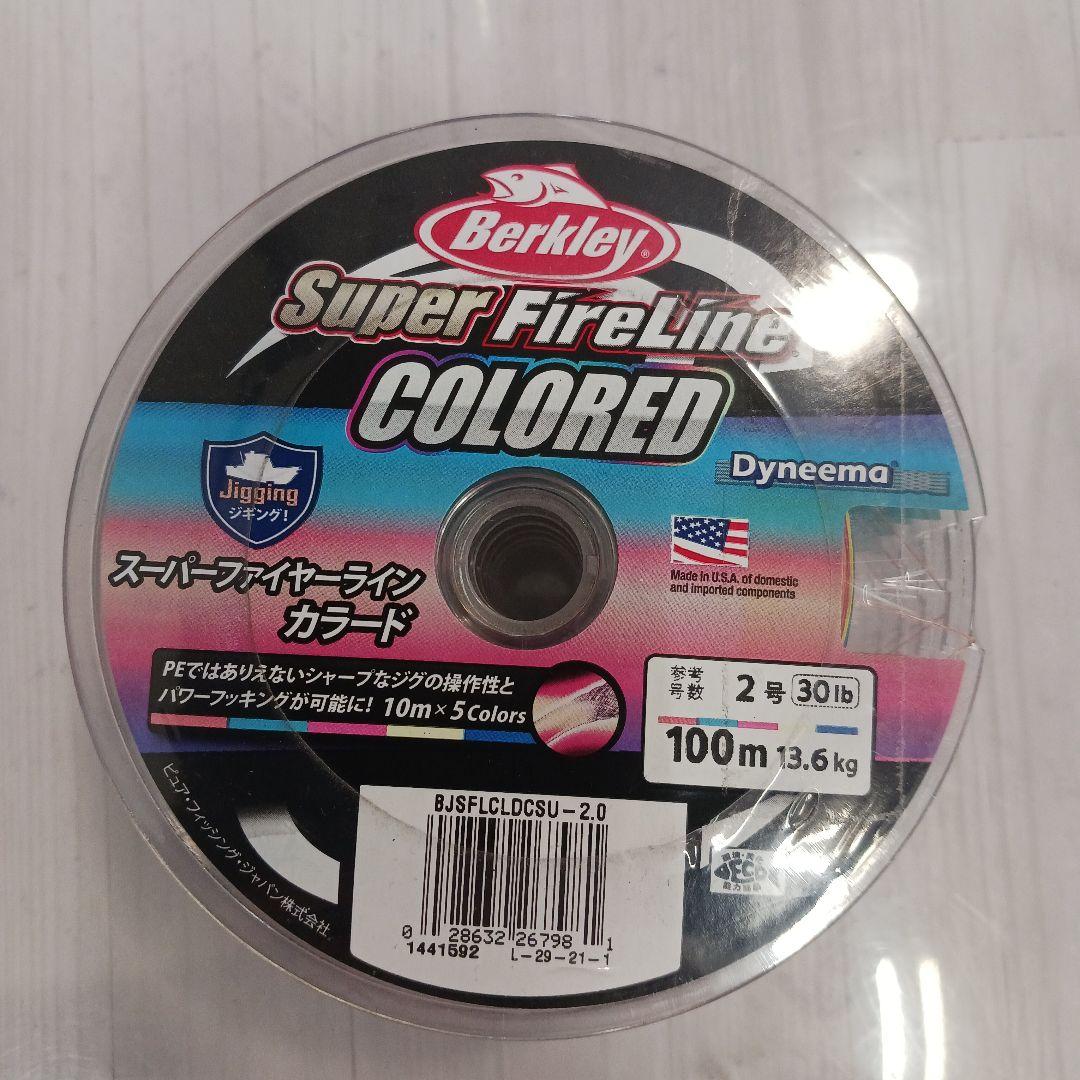 Berkley®
Super FireLine
COLORED
Dyneema®
Jigging
ジギング!
Made in U.S.A. of domestic
and imported components
スーパーファイヤーライン
カラード
PEではありえないシャープなジグの操作性と
パワーフッキングが可能に! 10m×5Colors
参考
号数 2号 30lb
100m 13.6kg
BJSFLCLDCSU-2.0
0 28632 26798 1
1441592 L-29-21-1
ECO
ピュア・フィッシング・ジャパン株式会社